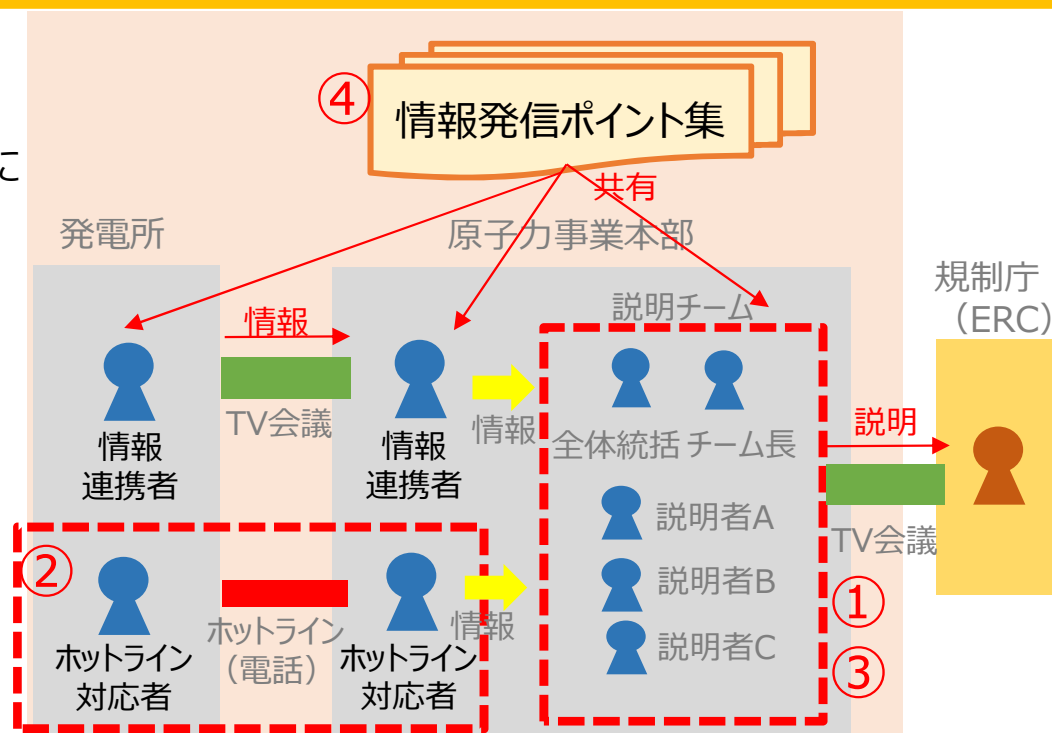 ④
情報発信ポイント集
に
共有
発電所
原子力事業本部
規制庁
（ERC）
説明チーム
情報
TV会議
情報
全体統括 チーム長
説明
情報
連携者
情報
連携者
説明者A
TV会議
②
説明者B
①
ホットライン
（電話）
情報
説明者C
③
ホットライン
対応者
ホットライン
対応者